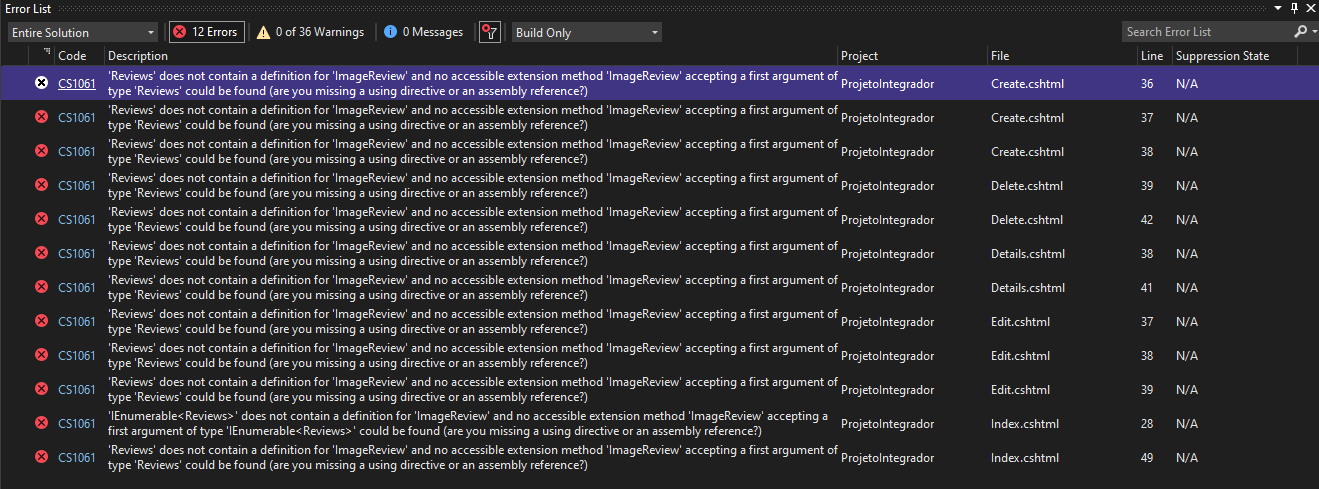 Error List
Entire Solution 12 Errors 0 of 36 Warnings 0 Messages Build Only Search Error List
Code Description Project File Line Suppression State
CS1061 'Reviews' does not contain a definition for 'ImageReview' and no accessible extension method 'ImageReview' accepting a first argument of ProjetoIntegrador Create.cshtml 36 N/A
type 'Reviews' could be found (are you missing a using directive or an assembly reference?)
CS1061 'Reviews' does not contain a definition for 'ImageReview' and no accessible extension method 'ImageReview' accepting a first argument of ProjetoIntegrador Create.cshtml 37 N/A
type 'Reviews' could be found (are you missing a using directive or an assembly reference?)
CS1061 'Reviews' does not contain a definition for 'ImageReview' and no accessible extension method 'ImageReview' accepting a first argument of ProjetoIntegrador Create.cshtml 38 N/A
type 'Reviews' could be found (are you missing a using directive or an assembly reference?)
CS1061 'Reviews' does not contain a definition for 'ImageReview' and no accessible extension method 'ImageReview' accepting a first argument of ProjetoIntegrador Delete.cshtml 39 N/A
type 'Reviews' could be found (are you missing a using directive or an assembly reference?)
CS1061 'Reviews' does not contain a definition for 'ImageReview' and no accessible extension method 'ImageReview' accepting a first argument of ProjetoIntegrador Delete.cshtml 42 N/A
type 'Reviews' could be found (are you missing a using directive or an assembly reference?)
CS1061 'Reviews' does not contain a definition for 'ImageReview' and no accessible extension method 'ImageReview' accepting a first argument of ProjetoIntegrador Details.cshtml 38 N/A
type 'Reviews' could be found (are you missing a using directive or an assembly reference?)
CS1061 'Reviews' does not contain a definition for 'ImageReview' and no accessible extension method 'ImageReview' accepting a first argument of ProjetoIntegrador Details.cshtml 41 N/A
type 'Reviews' could be found (are you missing a using directive or an assembly reference?)
CS1061 'Reviews' does not contain a definition for 'ImageReview' and no accessible extension method 'ImageReview' accepting a first argument of ProjetoIntegrador Edit.cshtml 37 N/A
type 'Reviews' could be found (are you missing a using directive or an assembly reference?)
CS1061 'Reviews' does not contain a definition for 'ImageReview' and no accessible extension method 'ImageReview' accepting a first argument of ProjetoIntegrador Edit.cshtml 38 N/A
type 'Reviews' could be found (are you missing a using directive or an assembly reference?)
CS1061 'Reviews' does not contain a definition for 'ImageReview' and no accessible extension method 'ImageReview' accepting a first argument of ProjetoIntegrador Edit.cshtml 39 N/A
type 'Reviews' could be found (are you missing a using directive or an assembly reference?)
CS1061 'IEnumerable<Reviews>' does not contain a definition for 'ImageReview' and no accessible extension method 'ImageReview' accepting a ProjetoIntegrador Index.cshtml 28 N/A
first argument of type 'IEnumerable<Reviews>' could be found (are you missing a using directive or an assembly reference?)
CS1061 'Reviews' does not contain a definition for 'ImageReview' and no accessible extension method 'ImageReview' accepting a first argument of ProjetoIntegrador Index.cshtml 49 N/A
type 'Reviews' could be found (are you missing a using directive or an assembly reference?)